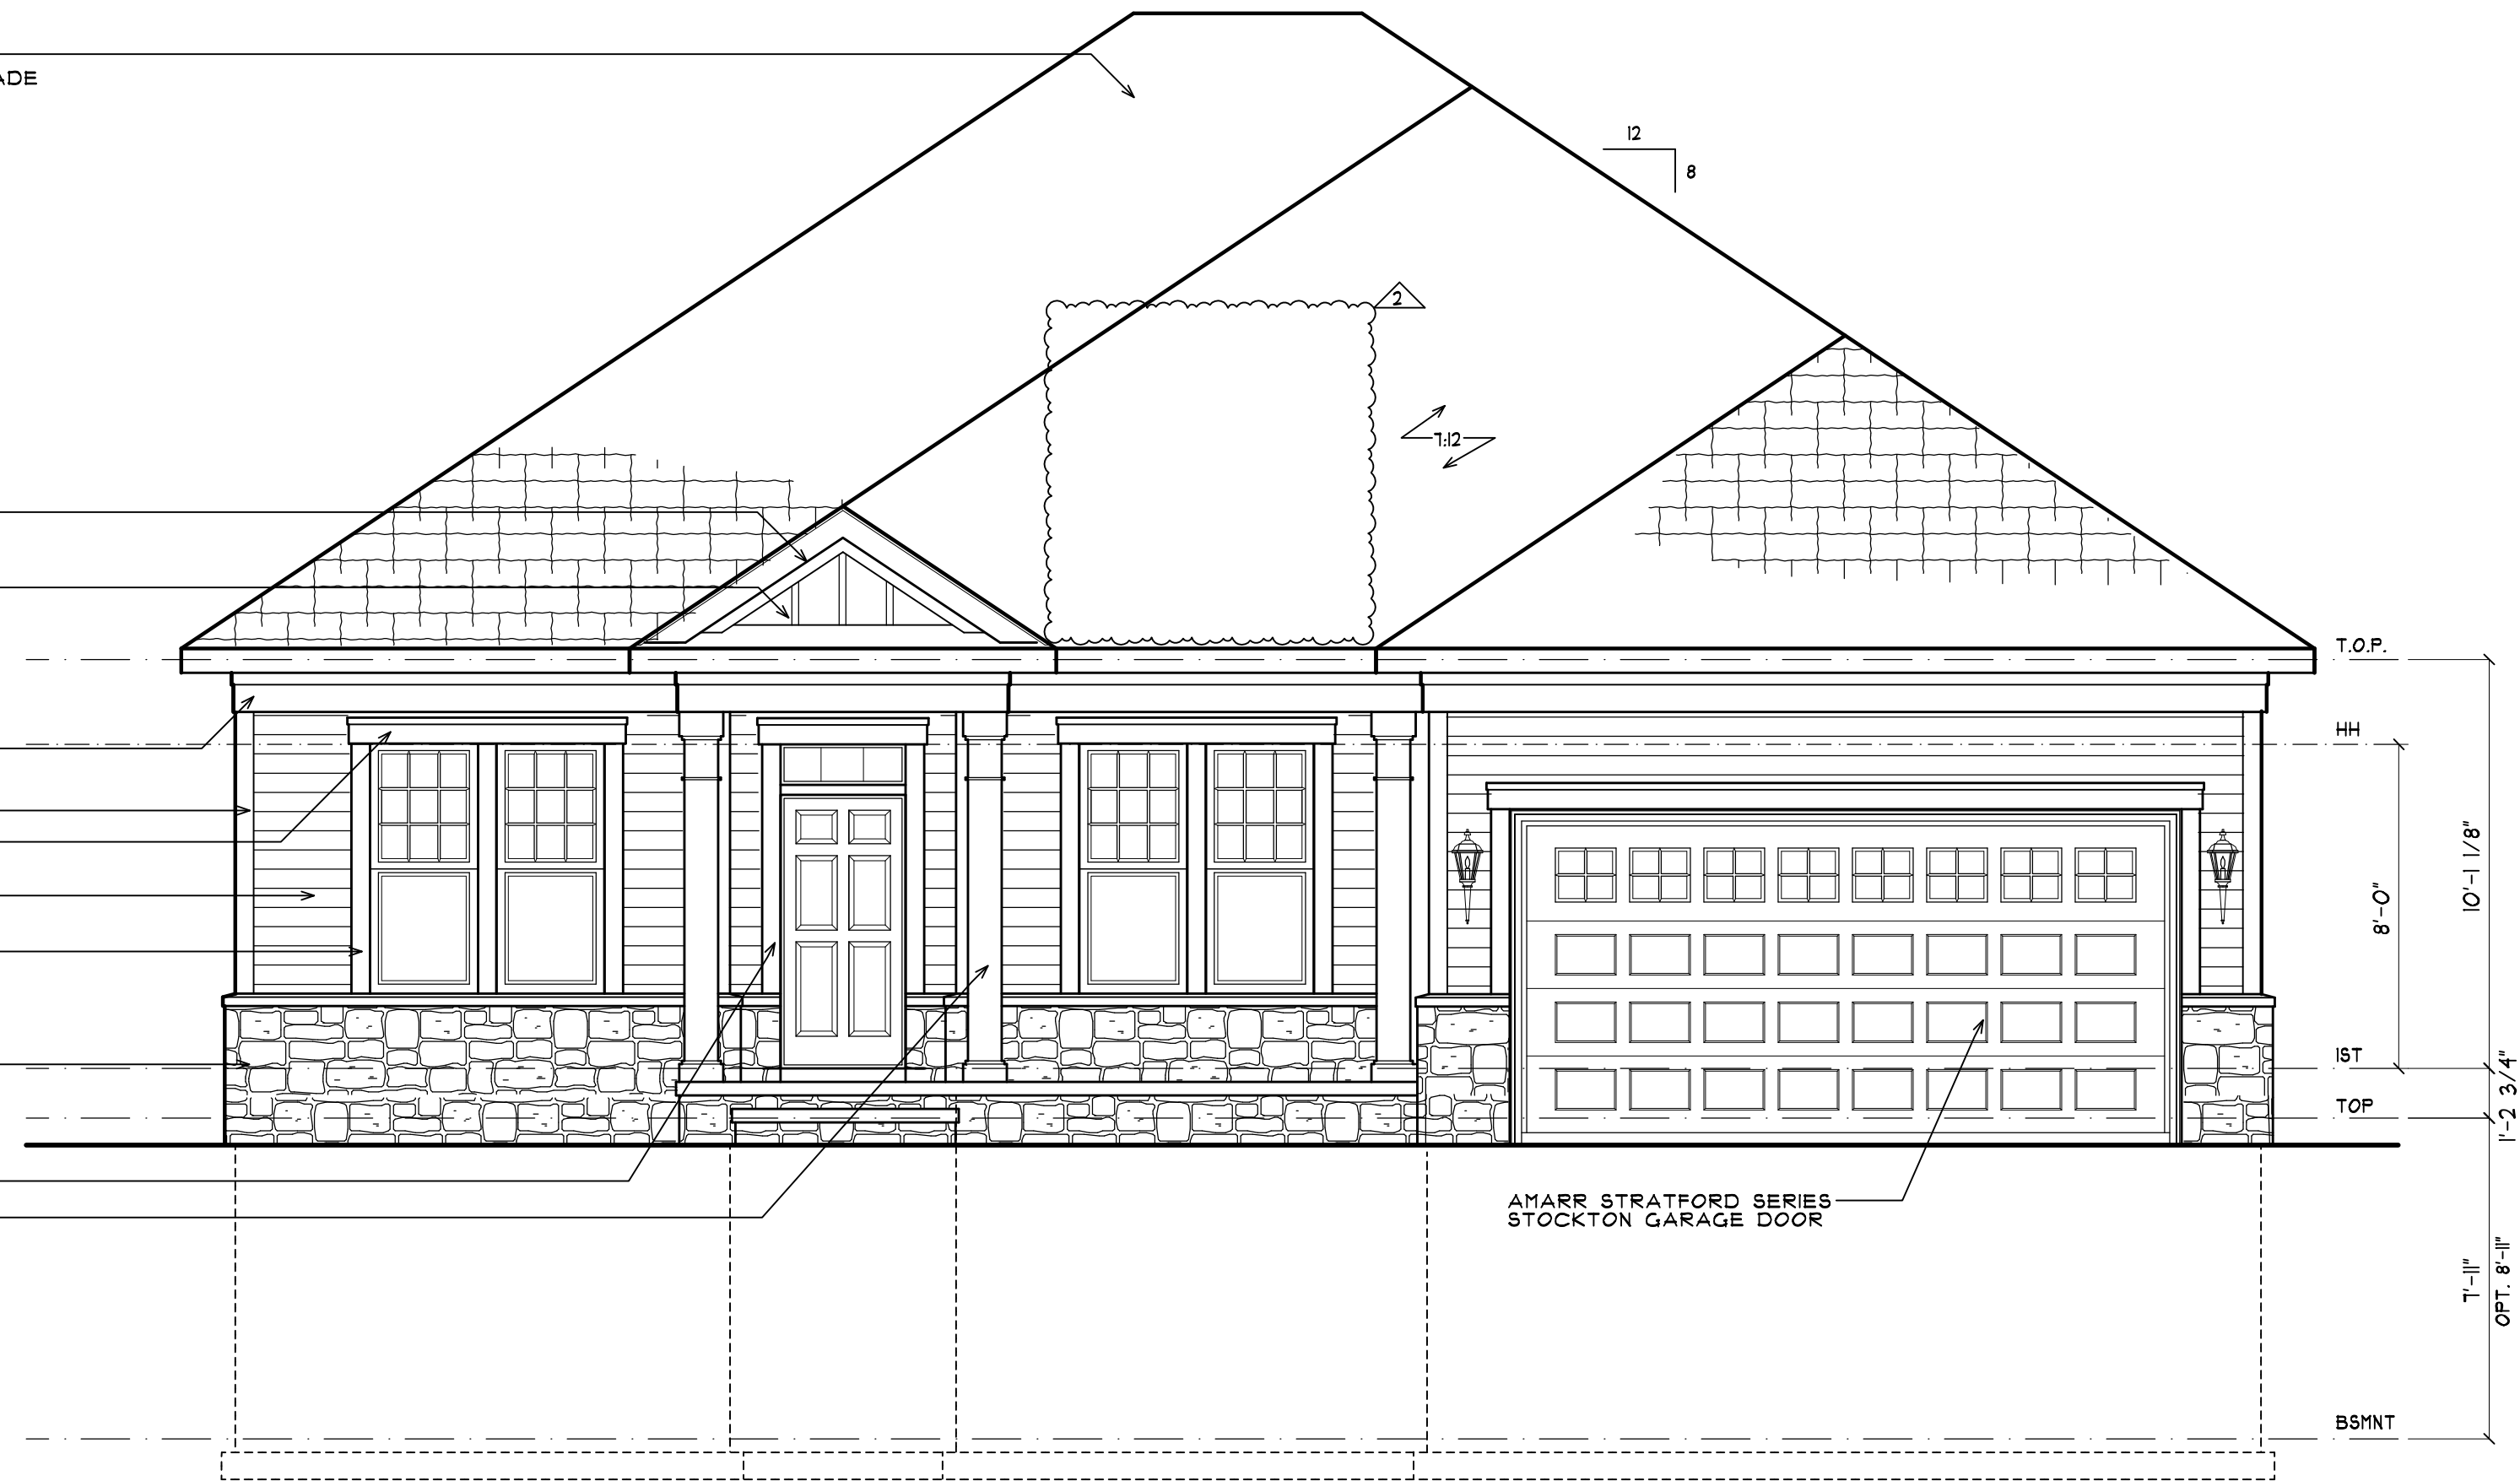 ADE
12
8
2
7:12
T.O.P.
HH
10'-1 1/8"
8'-0"
1ST
1'-2 3/4"
TOP
AMARR STRATFORD SERIES
STOCKTON GARAGE DOOR
7'-11"
OPT. 8'-11"
BSMNT